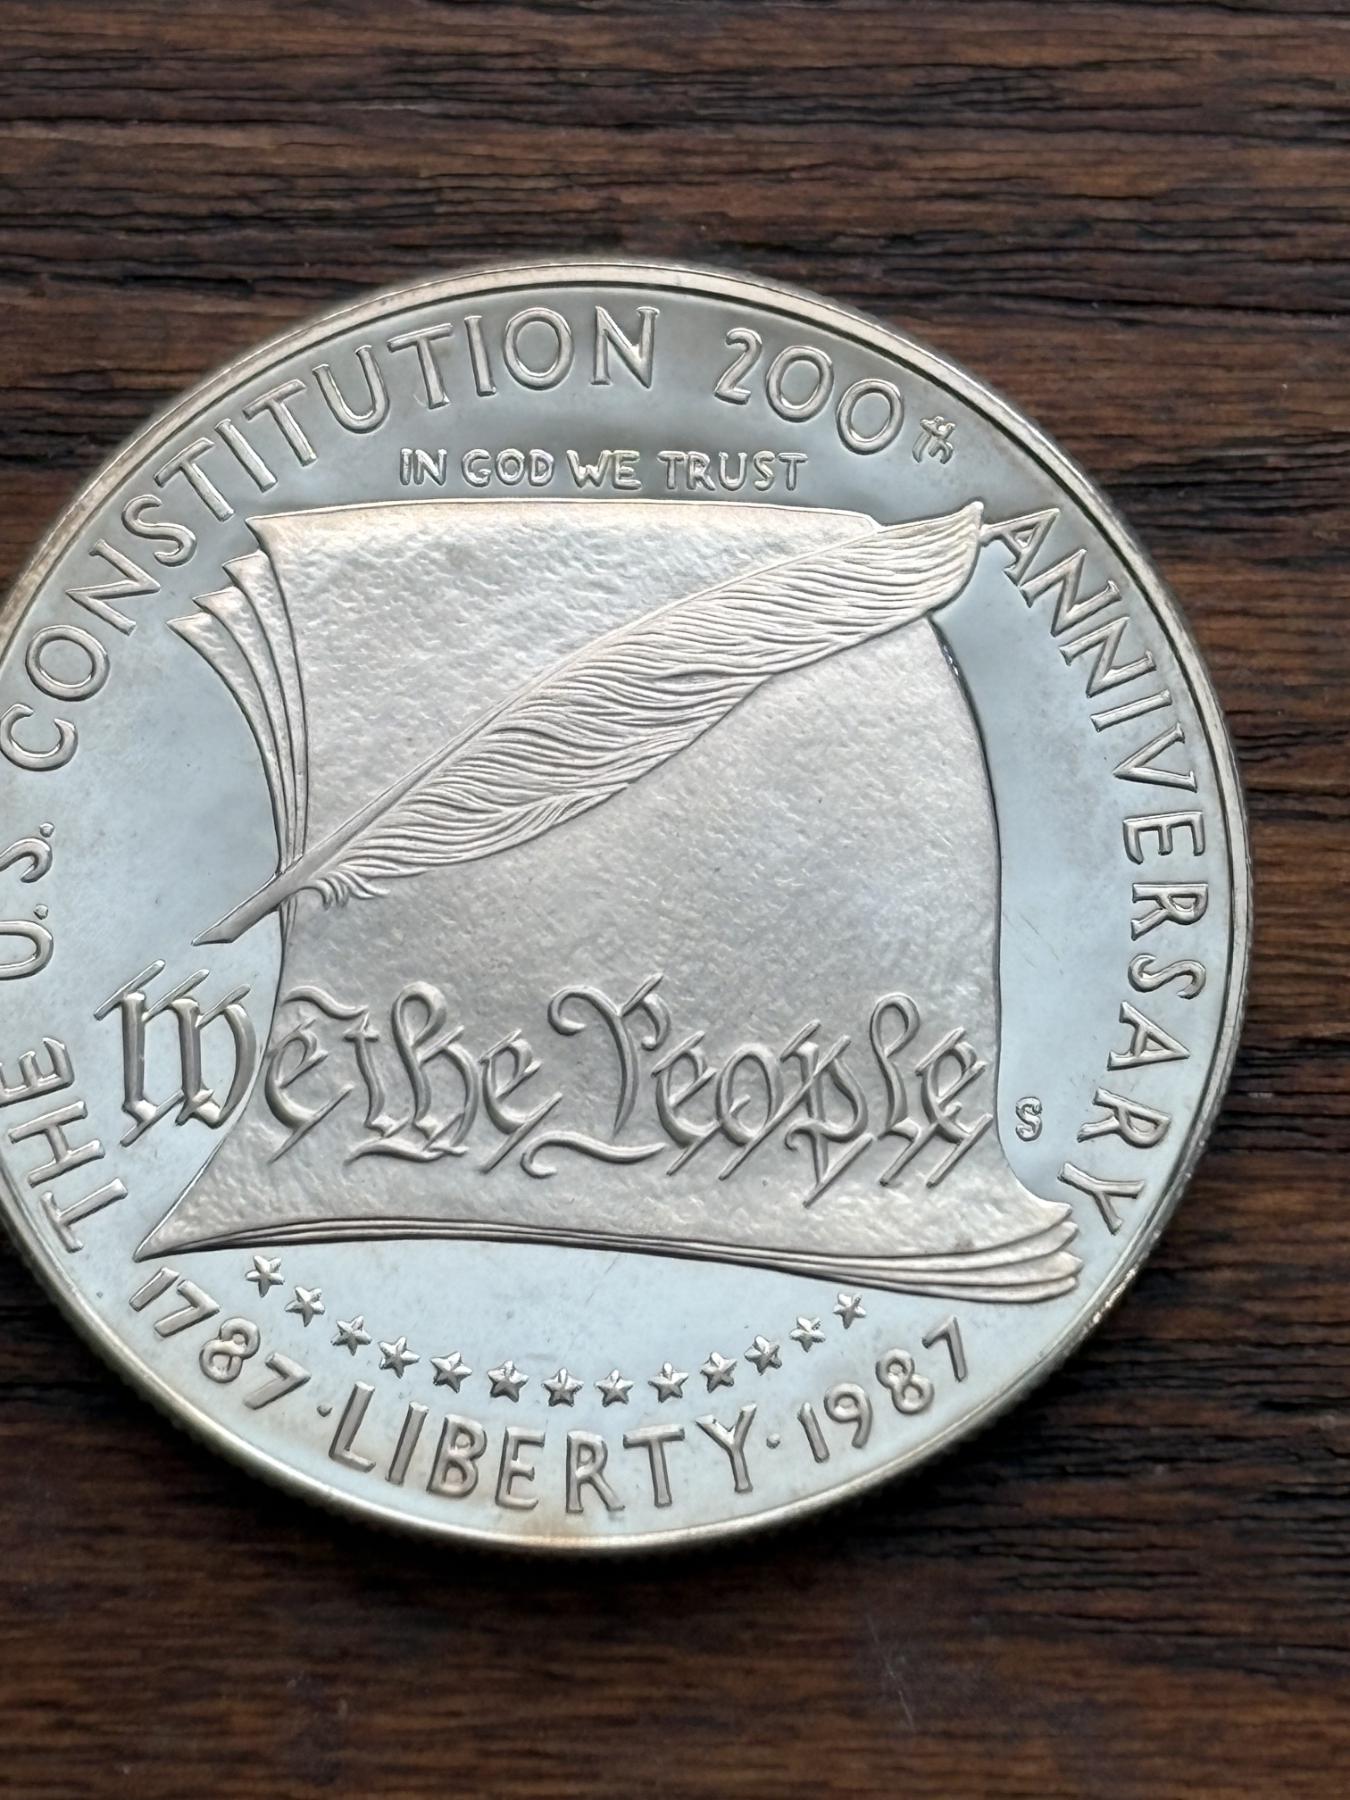 THE U.S. CONSTITUTION 200th ANNIVERSARY
IN GOD WE TRUST
We the People
S
1787·LIBERTY·1987